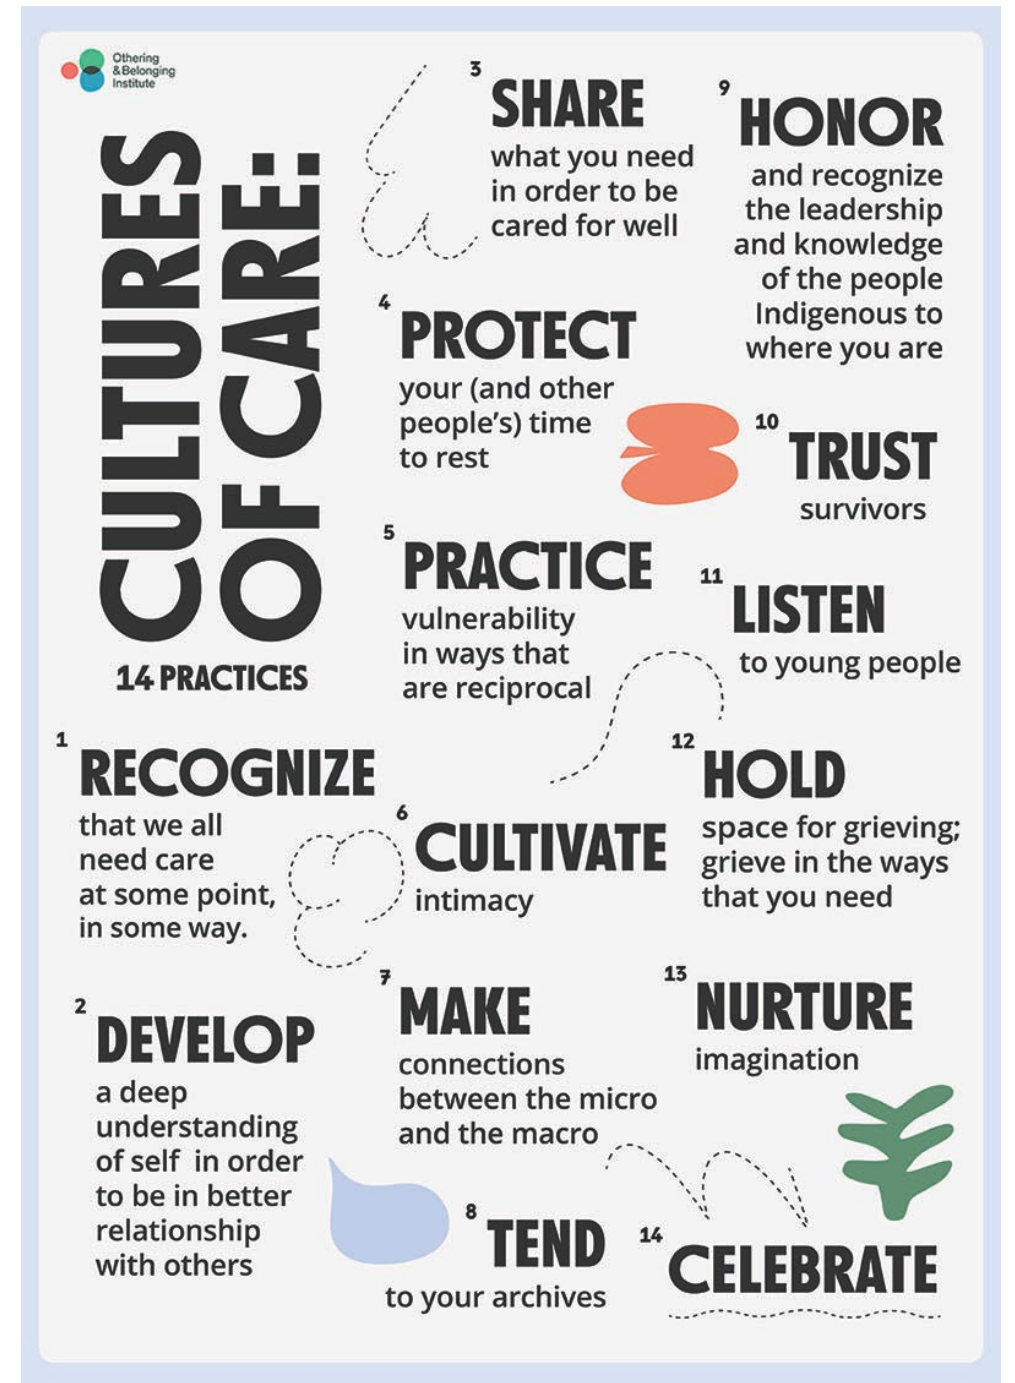 Othering
& Belonging
Institute
CULTURES
OF CARE:
14 PRACTICES
1
RECOGNIZE
that we all
need care
at some point,
in some way.
2
DEVELOP
a deep
understanding
of self in order
to be in better
relationship
with others
3
SHARE
what you need
in order to be
cared for well
4
PROTECT
your (and other
people's) time
to rest
5
PRACTICE
vulnerability
in ways that
are reciprocal
6
CULTIVATE
intimacy
7
MAKE
connections
between the micro
and the macro
8
TEND
to your archives
9
HONOR
and recognize
the leadership
and knowledge
of the people
Indigenous to
where you are
10
TRUST
survivors
11
LISTEN
to young people
12
HOLD
space for grieving;
grieve in the ways
that you need
13
NURTURE
imagination
14
CELEBRATE